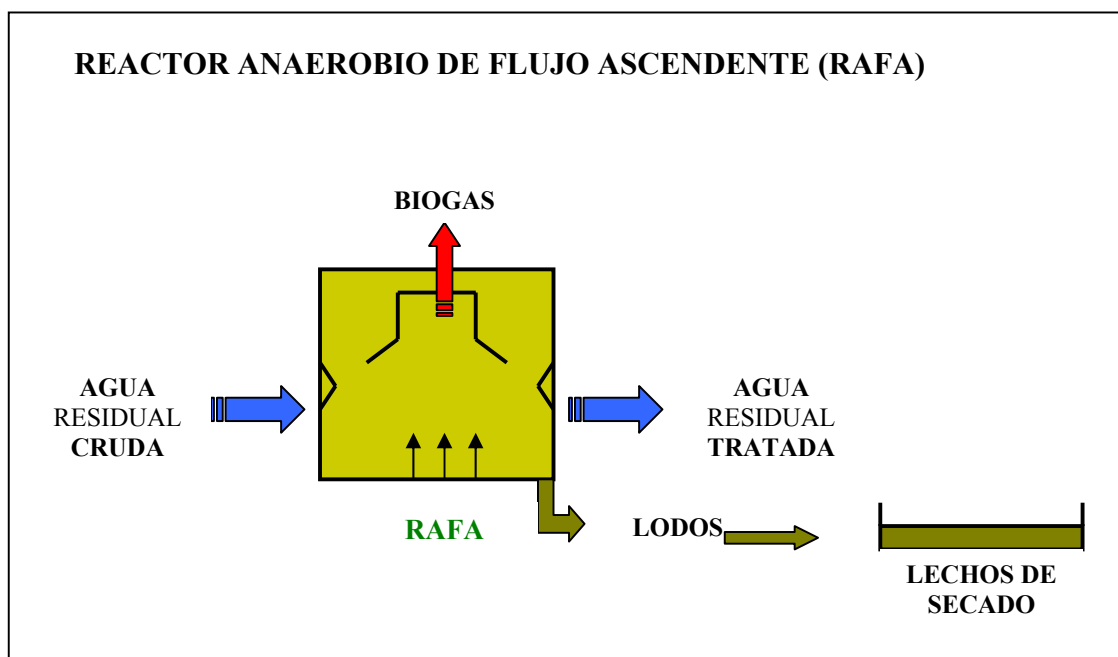 REACTOR ANAEROBIO DE FLUJO ASCENDENTE (RAFA)
BIOGAS
AGUA
RESIDUAL
CRUDA
AGUA
RESIDUAL
TRATADA
RAFA
LODOS
LECHOS DE
SECADO